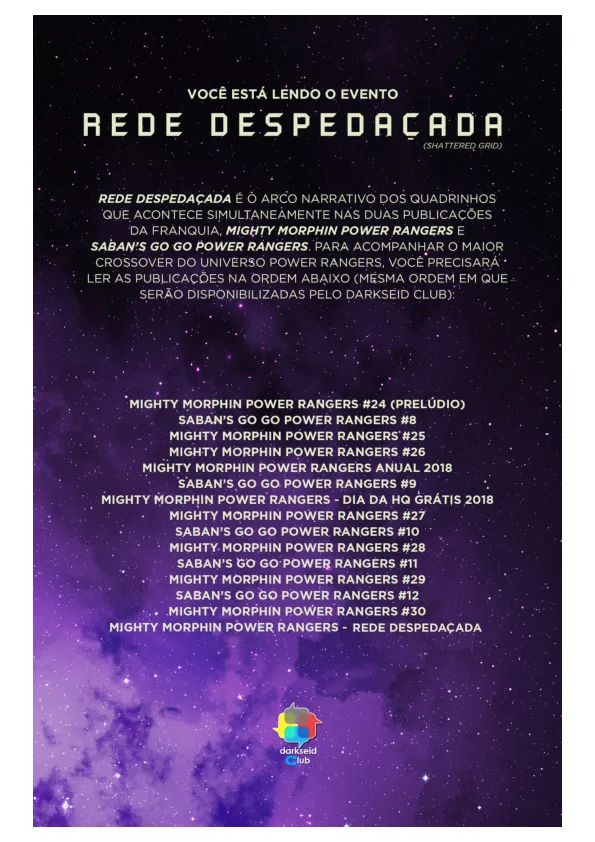 VOCÊ ESTÁ LENDO O EVENTO
REDE DESPEDAÇADA
(SHATTERED GRID)
REDE DESPEDAÇADA É O ARCO NARRATIVO DOS QUADRINHOS
QUE ACONTECE SIMULTANEAMENTE NAS DUAS PUBLICAÇÕES
DA FRANQUIA, MIGHTY MORPHIN POWER RANGERS E
SABAN'S GO GO POWER RANGERS. PARA ACOMPANHAR O MAIOR
CROSSOVER DO UNIVERSO POWER RANGERS, VOCÊ PRECISARÁ
LER AS PUBLICAÇÕES NA ORDEM ABAIXO (MESMA ORDEM EM QUE
SERÃO DISPONIBILIZADAS PELO DARKSEID CLUB):
MIGHTY MORPHIN POWER RANGERS #24 (PRELÚDIO)
SABAN'S GO GO POWER RANGERS #8
MIGHTY MORPHIN POWER RANGERS #25
MIGHTY MORPHIN POWER RANGERS #26
MIGHTY MORPHIN POWER RANGERS ANUAL 2018
SABAN'S GO GO POWER RANGERS #9
MIGHTY MORPHIN POWER RANGERS - DIA DA HQ GRÁTIS 2018
MIGHTY MORPHIN POWER RANGERS #27
SABAN'S GO GO POWER RANGERS #10
MIGHTY MORPHIN POWER RANGERS #28
SABAN'S GO GO POWER RANGERS #11
MIGHTY MORPHIN POWER RANGERS #29
SABAN'S GO GO POWER RANGERS #12
MIGHTY MORPHIN POWER RANGERS #30
MIGHTY MORPHIN POWER RANGERS - REDE DESPEDAÇADA
darkseid
Club